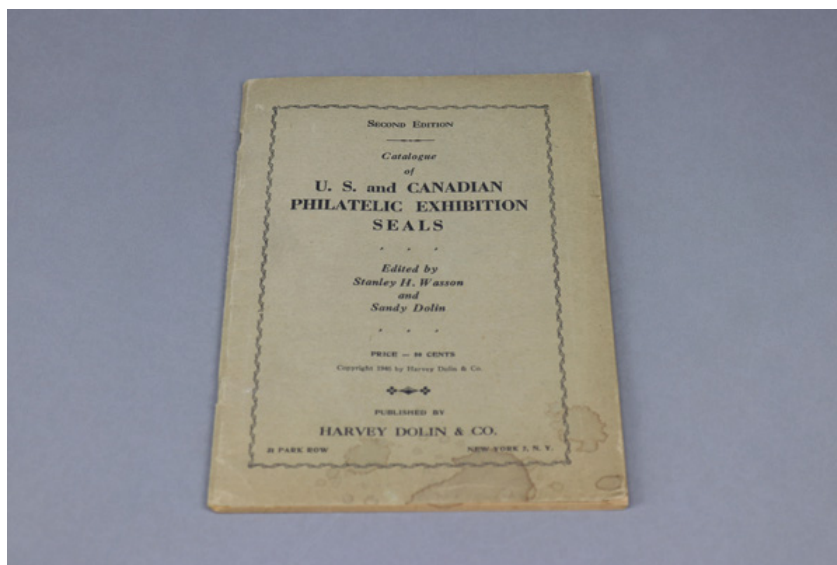 SECOND EDITION
Catalogue
of
U. S. and CANADIAN
PHILATELIC EXHIBITION
SEALS
Edited by
Stanley H. Wasson
and
Sandy Dolin
PRICE — CENTS
Copyright by Harvey Dolin & Co.
PUBLISHED BY
HARVEY DOLIN & CO.
PARK ROW
NEW YORK 7, N. Y.